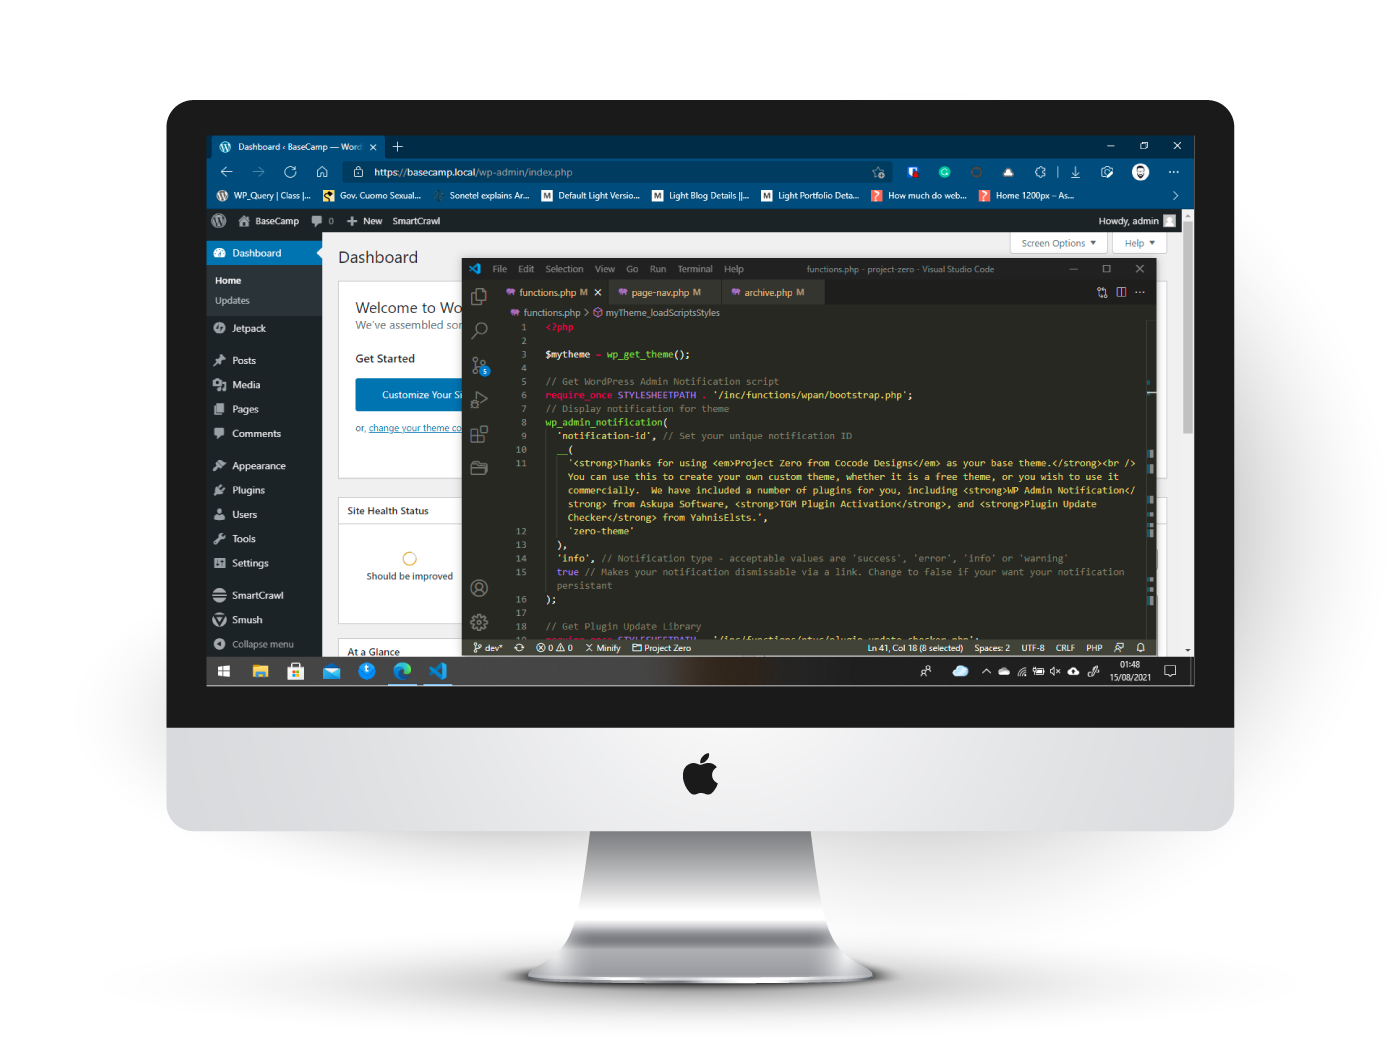 Dashboard ‹ BaseCamp — Word
https://basecamp.local/wp-admin/index.php
WP_Query | Class |...
Gov. Cuomo Sexual...
Sonetel explains Ar...
Default Light Versio...
Light Blog Details ||...
Light Portfolio Deta...
How much do web...
Home 1200px – As...
BaseCamp 0 New SmartCrawl
Howdy, admin
Dashboard
Home
Updates
Jetpack
Posts
Media
Pages
Comments
Appearance
Plugins
Users
Tools
Settings
SmartCrawl
Smush
Collapse menu
Screen Options
Help
Dashboard
Welcome to Wo
We've assembled so
Get Started
Customize Your Si
or, change your theme co
Site Health Status
Should be improved
At a Glance
File Edit Selection View Go Run Terminal Help
functions.php - project-zero - Visual Studio Code
functions.php M
page-nav.php M
archive.php M
functions.php > myTheme_loadScriptsStyles
1 <?php
2
3 $mytheme = wp_get_theme();
4
5 // Get WordPress Admin Notification script
6 require_once STYLESHEETPATH . '/inc/functions/wpan/bootstrap.php';
7 // Display notification for theme
8 wp_admin_notification(
9 'notification-id', // Set your unique notification ID
10 __(
11 '<strong>Thanks for using <em>Project Zero from Cocode Designs</em> as your base theme.</strong><br />
You can use this to create your own custom theme, whether it is a free theme, or you wish to use it
commercially.  We have included a number of plugins for you, including <strong>WP Admin Notification</
strong> from Askupa Software, <strong>TGM Plugin Activation</strong>, and <strong>Plugin Update
Checker</strong> from YahnisElsts.',
12 'zero-theme'
13 ),
14 'info', // Notification type - acceptable values are 'success', 'error', 'info' or 'warning'
15 true // Makes your notification dismissable via a link. Change to false if your want your notification
persistant
16 );
17
18 // Get Plugin Update Library
19 require_once STYLESHEETPATH . '/inc/functions/ptuc/plugin-update-checker.php';
5
dev* 0 0 Minify Project Zero
Ln 41, Col 18 (8 selected) Spaces: 2 UTF-8 CRLF PHP
01:48
15/08/2021